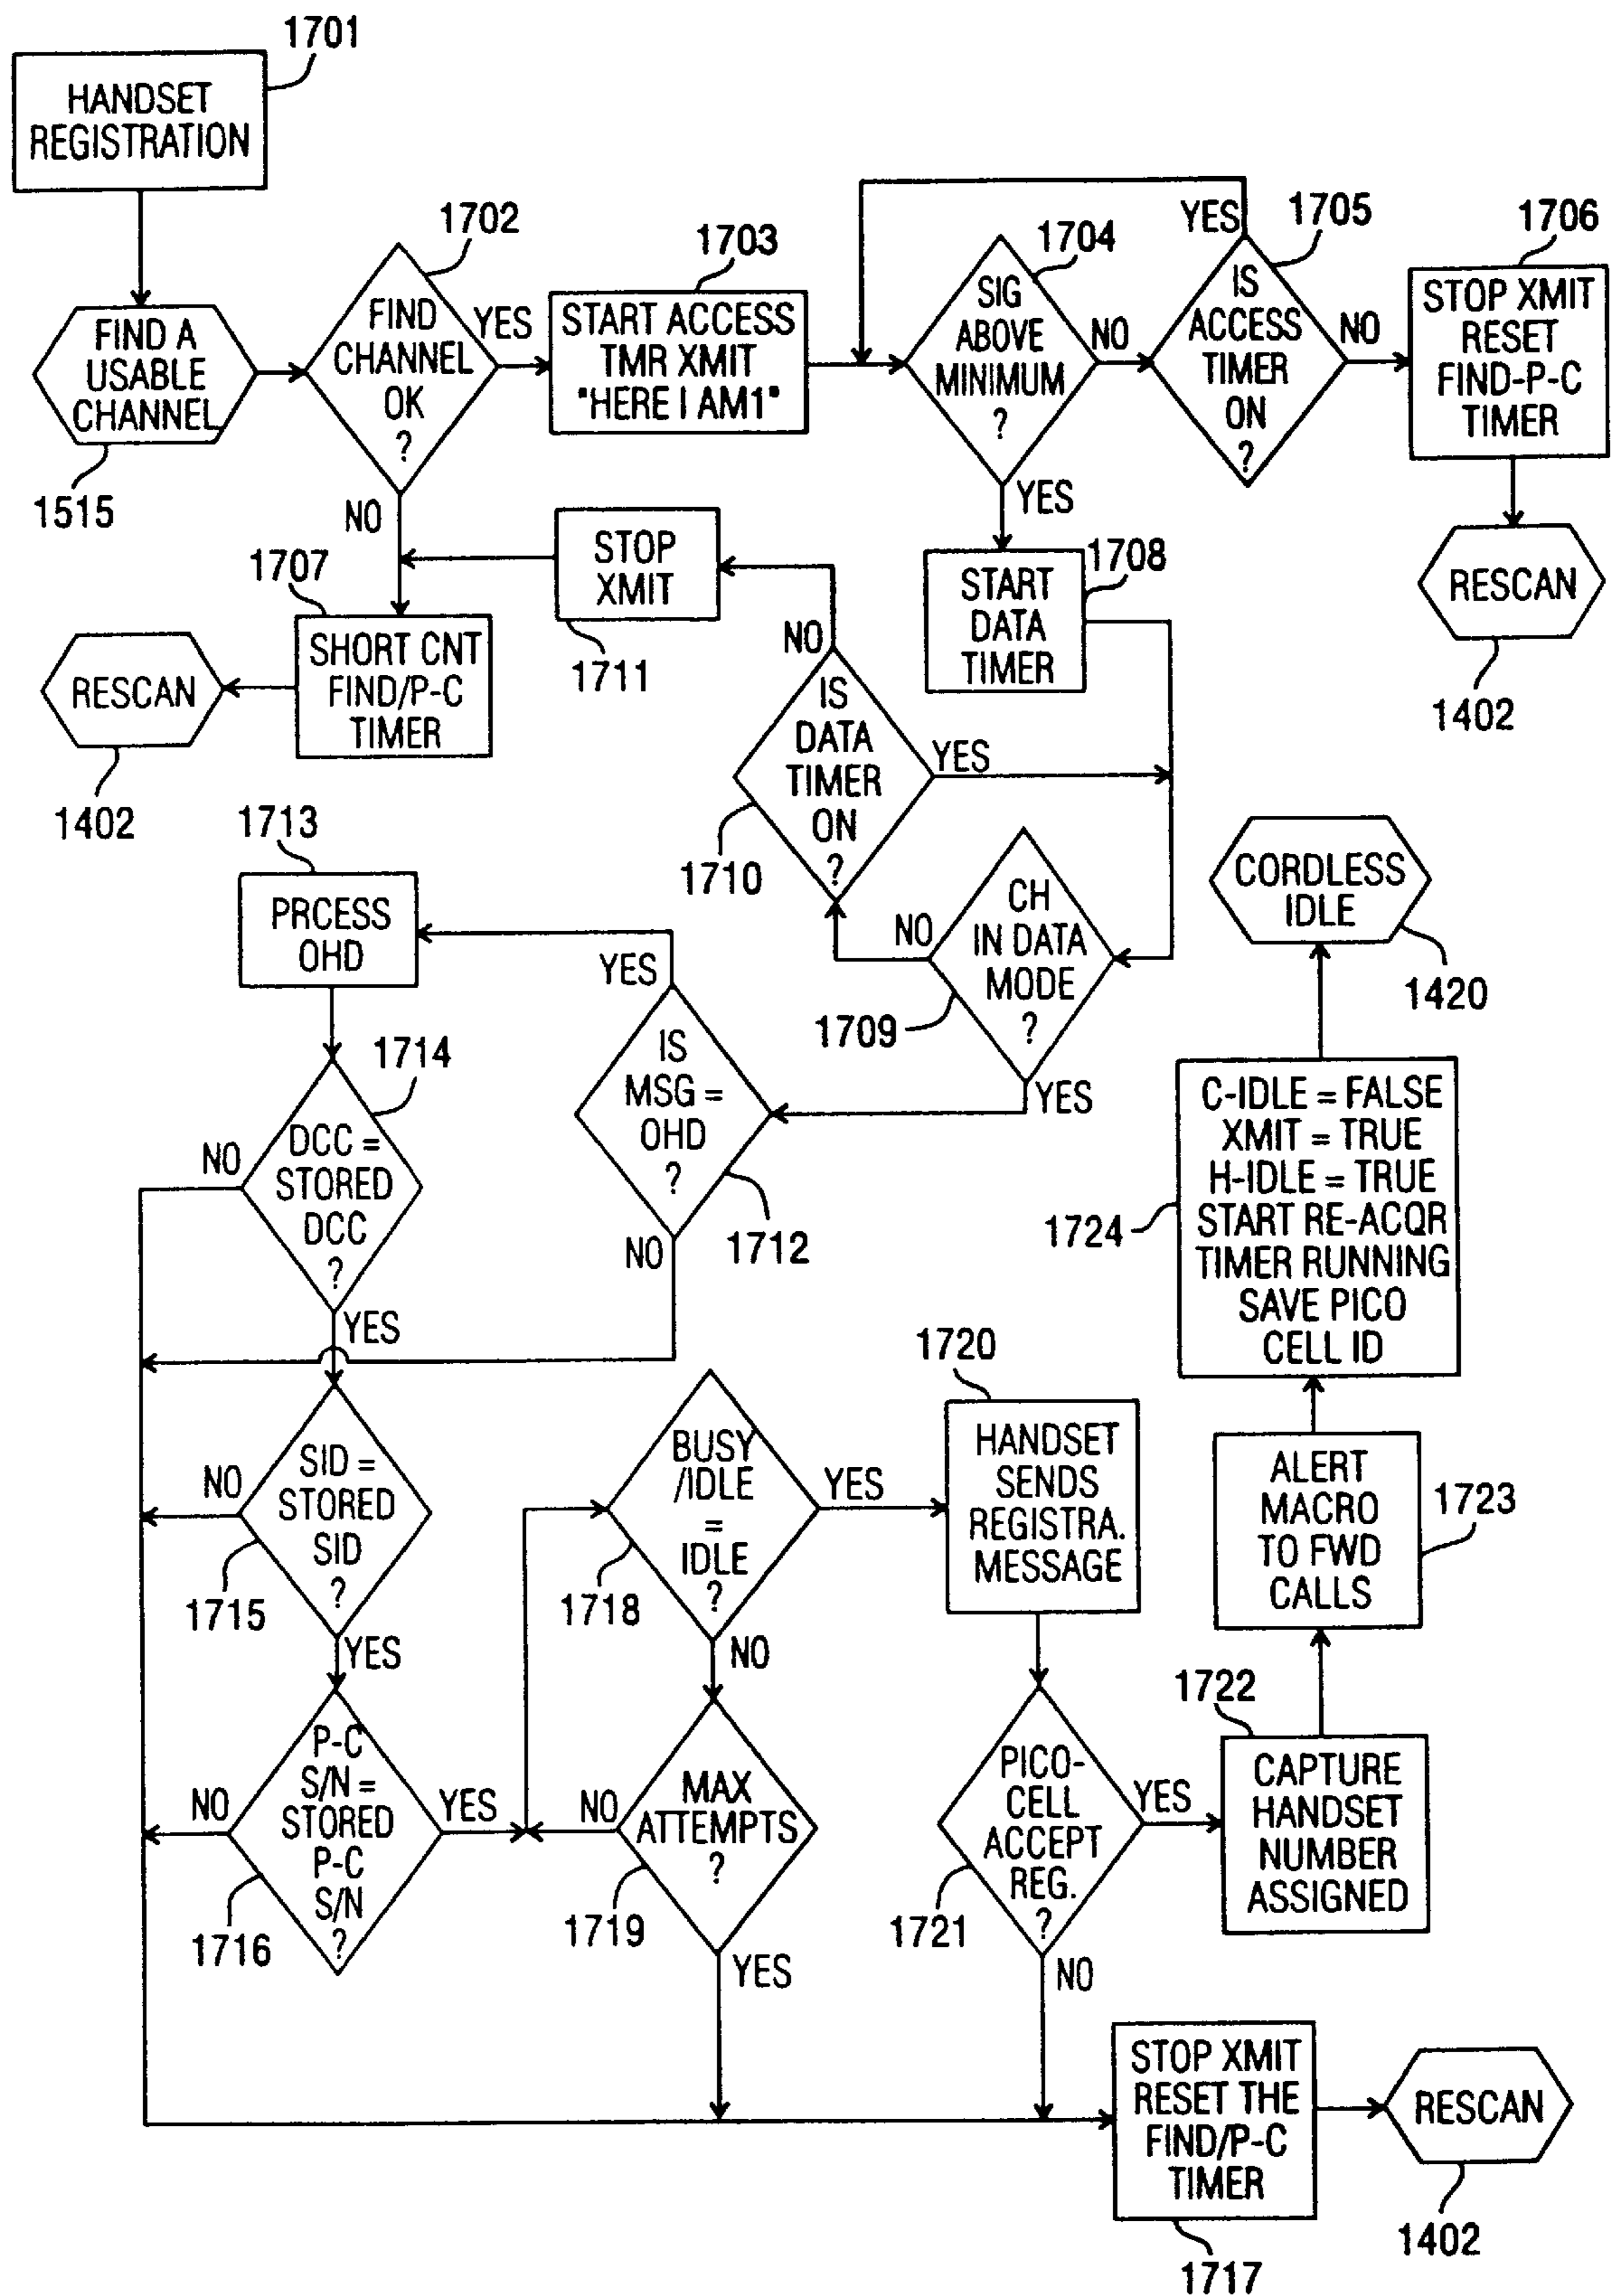 1701
HANDSET
REGISTRATION
1702
1703
1704
YES
1705
1706
FIND A
USABLE
CHANNEL
1515
FIND
CHANNEL
OK
?
YES
NO
START ACCESS
TMR XMIT
"HERE I AM1"
SIG
ABOVE
MINIMUM
?
NO
YES
IS
ACCESS
TIMER
ON
?
NO
STOP XMIT
RESET
FIND-P-C
TIMER
RESCAN
1402
1707
SHORT CNT
FIND/P-C
TIMER
RESCAN
1402
STOP
XMIT
1711
1708
START
DATA
TIMER
NO
IS
DATA
TIMER
ON
?
YES
1710
CH
IN DATA
MODE
?
NO
1709
YES
1713
PRCESS
OHD
YES
IS
MSG =
OHD
?
NO
1712
1714
DCC =
STORED
DCC
?
NO
YES
SID =
STORED
SID
?
NO
1715
YES
P-C
S/N =
STORED
P-C
S/N
?
NO
YES
1716
BUSY
/IDLE
=
IDLE
?
YES
1718
NO
MAX
ATTEMPTS
?
NO
1719
YES
1720
HANDSET
SENDS
REGISTRA.
MESSAGE
PICO-
CELL
ACCEPT
REG.
?
YES
1721
NO
1722
CAPTURE
HANDSET
NUMBER
ASSIGNED
ALERT
MACRO
TO FWD
CALLS
1723
C-IDLE = FALSE
XMIT = TRUE
H-IDLE = TRUE
START RE-ACQR
TIMER RUNNING
SAVE PICO
CELL ID
1724
CORDLESS
IDLE
1420
STOP XMIT
RESET THE
FIND/P-C
TIMER
1717
RESCAN
1402